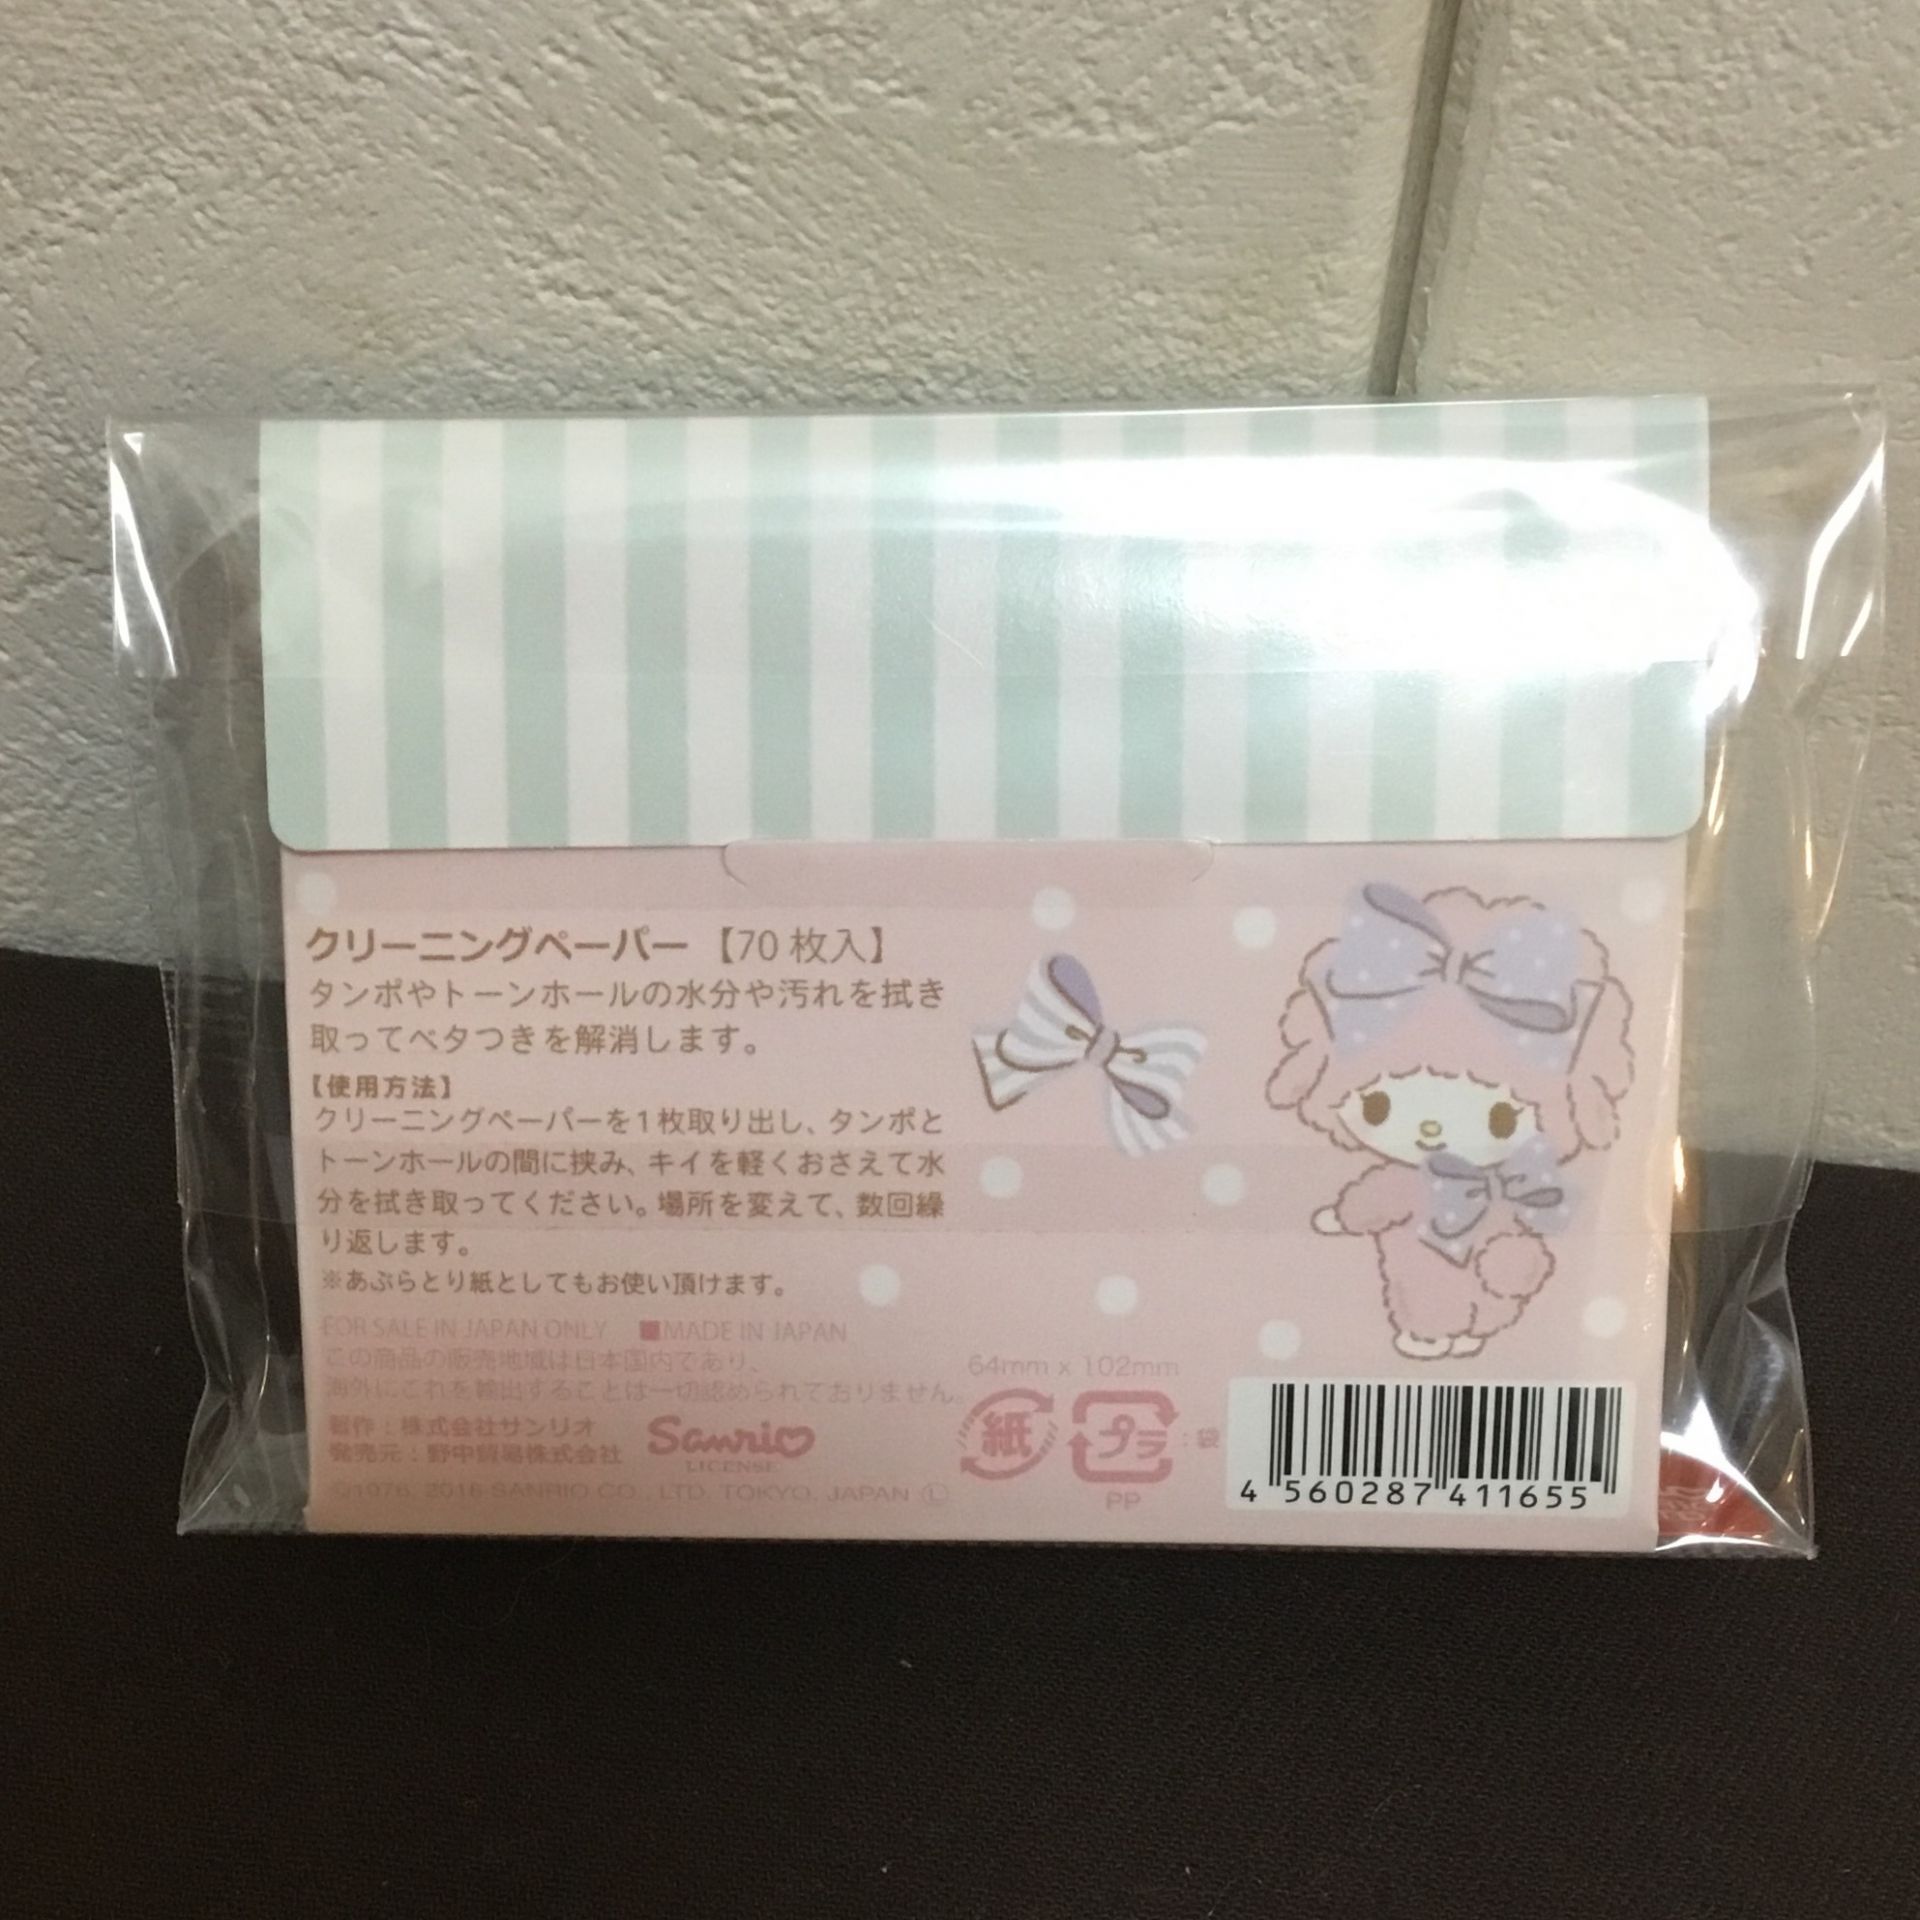 クリーニングペーパー【70 枚入】
タンポやトーンホールの水分や汚れを拭き
取ってベタつきを解消します。
【使用方法】
クリーニングペーパーを1枚取り出し、タンポと
トーンホールの間に挟み、キイを軽くおさえて水
分を拭き取ってください。場所を変えて、数回繰
り返します。
※あぶらとり紙としてもお使い頂けます。
FOR SALE IN JAPAN ONLY ■MADE IN JAPAN
この商品の販売地域は日本国内であり、
海外にこれを輸出することは一切認められておりません。
製作：株式会社サンリオ
発売元：野中貿易株式会社
Sanrio
LICENSE
©1976, 2016 SANRIO CO., LTD. TOKYO, JAPAN Ⓛ
64mm x 102mm
紙 プラ ：袋
PP
4 560287 411655